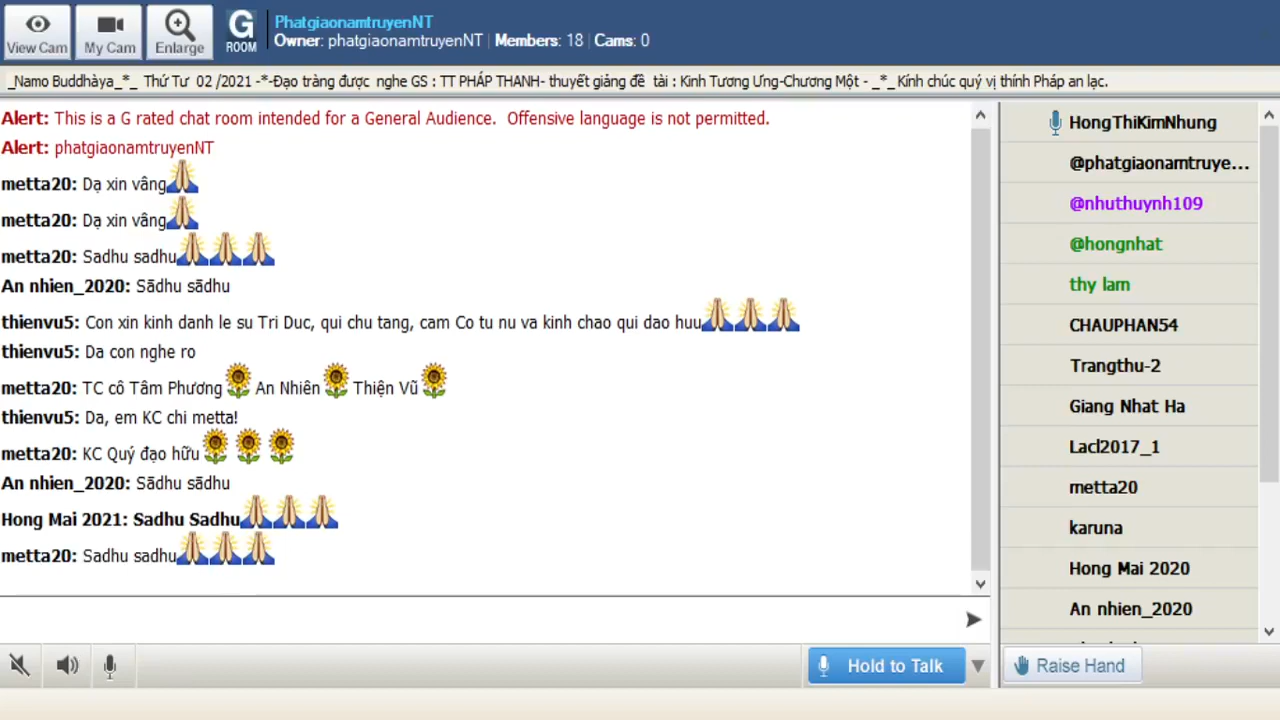 View Cam
My Cam
Enlarge
G
ROOM
PhatgiaonamtruyenNT
Owner: phatgiaonamtruyenNT | Members: 18 | Cams: 0
_Namo Buddhàya_*_ Thứ Tư 02 /2021 -*-Đạo tràng được nghe GS : TT PHÁP THANH- thuyết giảng đề tài : Kinh Tương Ưng-Chương Một - _*_ Kính chúc quý vị thính Pháp an lạc.
Alert: This is a G rated chat room intended for a General Audience. Offensive language is not permitted.
Alert: phatgiaonamtruyenNT
metta20: Dạ xin vâng
metta20: Dạ xin vâng
metta20: Sadhu sadhu
An nhien_2020: Sādhu sādhu
thienvu5: Con xin kinh danh le su Tri Duc, qui chu tang, cam Co tu nu va kinh chao qui dao huu
thienvu5: Da con nghe ro
metta20: TC cô Tâm Phương An Nhiên Thiện Vũ
thienvu5: Da, em KC chi metta!
metta20: KC Quý đạo hữu
An nhien_2020: Sādhu sādhu
Hong Mai 2021: Sadhu Sadhu
metta20: Sadhu sadhu
HongThiKimNhung
@phatgiaonamtruye...
@nhuthuynh109
@hongnhat
thy lam
CHAUPHAN54
Trangthu-2
Giang Nhat Ha
Lacl2017_1
metta20
karuna
Hong Mai 2020
An nhien_2020
Hold to Talk
Raise Hand